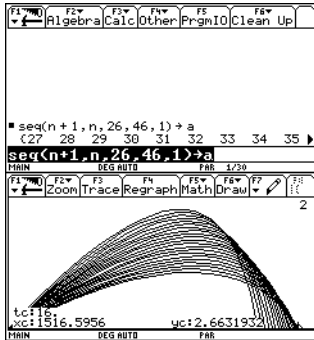 F1 F2 Algebra F3 Calc F4 Other F5 PrgmIO F6 Clean Up
seq(n + 1, n, 26, 46, 1) → a
{27 28 29 30 31 32 33 34 35
seq(n+1,n,26,46,1)→a
MAIN DEG AUTO PAR 1/30
F1 F2 Zoom F3 Trace F4 Regraph F5 Math F6 Draw F7
2
tc:16.
xc:1516.5956 yc:2.6631932
MAIN DEG AUTO PAR